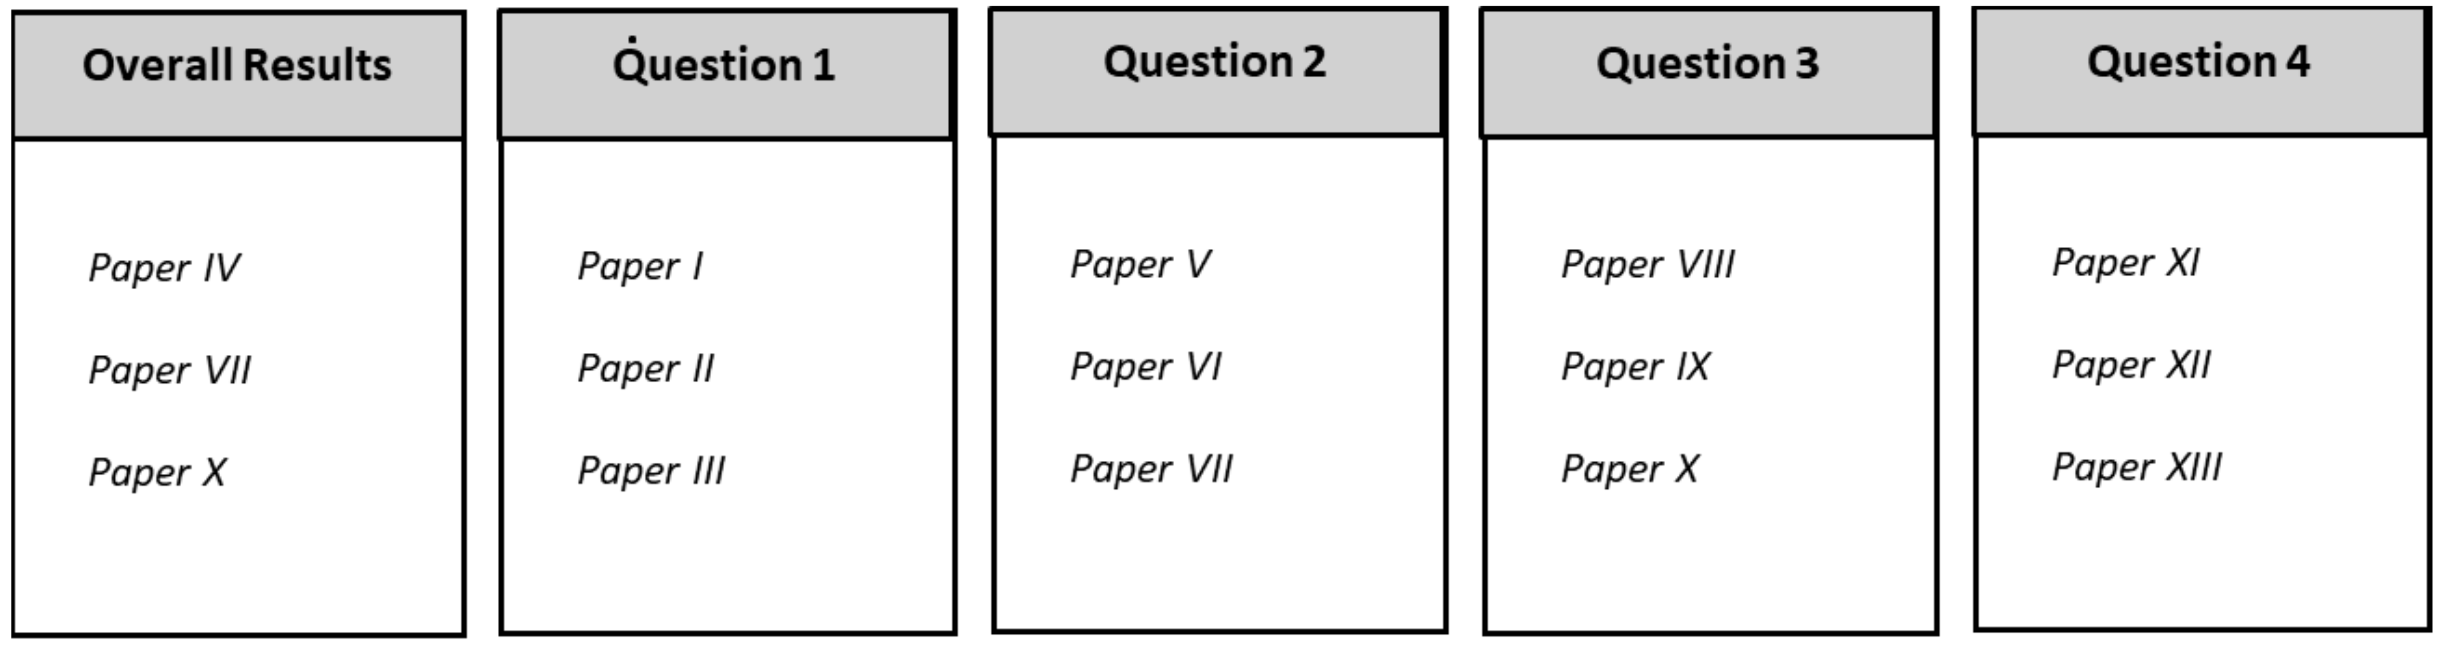 Overall Results
Paper IV
Paper VII
Paper X
Question 1
Paper I
Paper II
Paper III
Question 2
Paper V
Paper VI
Paper VII
Question 3
Paper VIII
Paper IX
Paper X
Question 4
Paper XI
Paper XII
Paper XIII